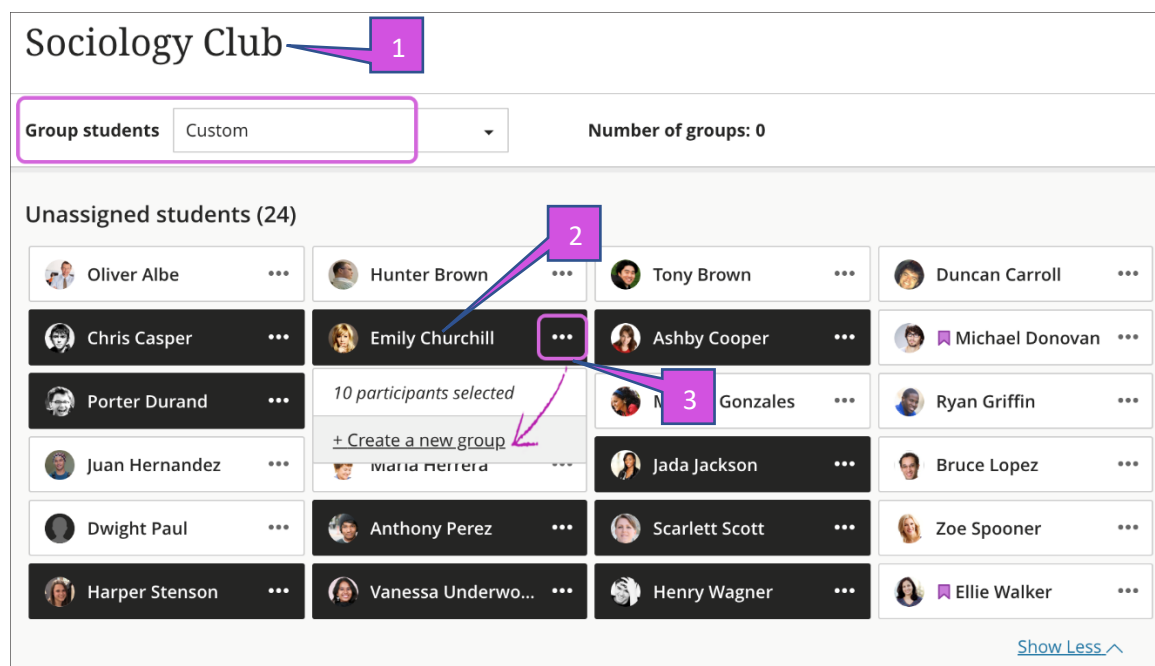 Sociology Club
1
Group students Custom Number of groups: 0
Unassigned students (24)
2
Oliver Albe Hunter Brown Tony Brown Duncan Carroll
Chris Casper Emily Churchill Ashby Cooper Michael Donovan
Porter Durand 10 participants selected 3 Gonzales Ryan Griffin
+ Create a new group
Juan Hernandez Maria Herrera Jada Jackson Bruce Lopez
Dwight Paul Anthony Perez Scarlett Scott Zoe Spooner
Harper Stenson Vanessa Underwo... Henry Wagner Ellie Walker
Show Less